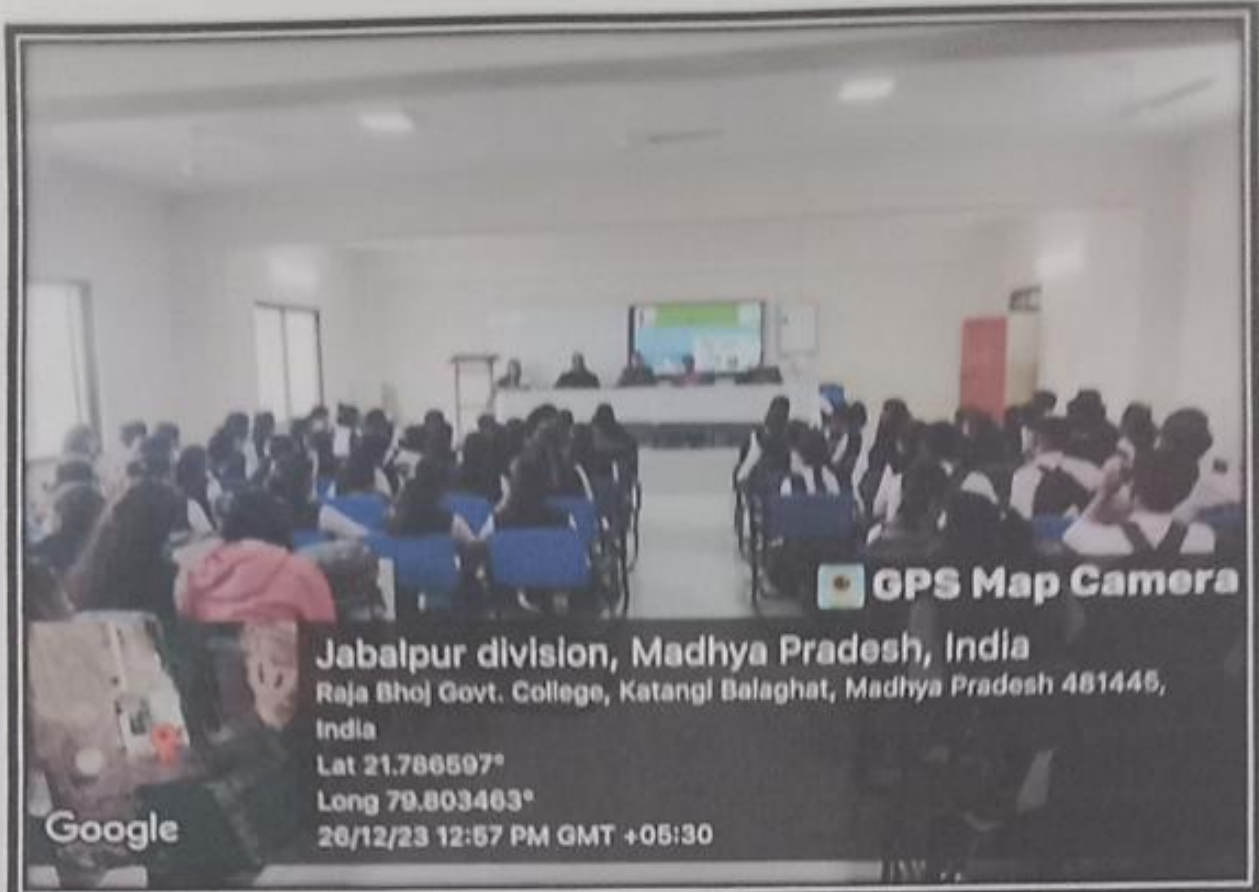 GPS Map Camera
Jabalpur division, Madhya Pradesh, India
Raja Bhoj Govt. College, Katangi Balaghat, Madhya Pradesh 481445,
India
Lat 21.786597°
Long 79.803463°
26/12/23 12:57 PM GMT +05:30
Google